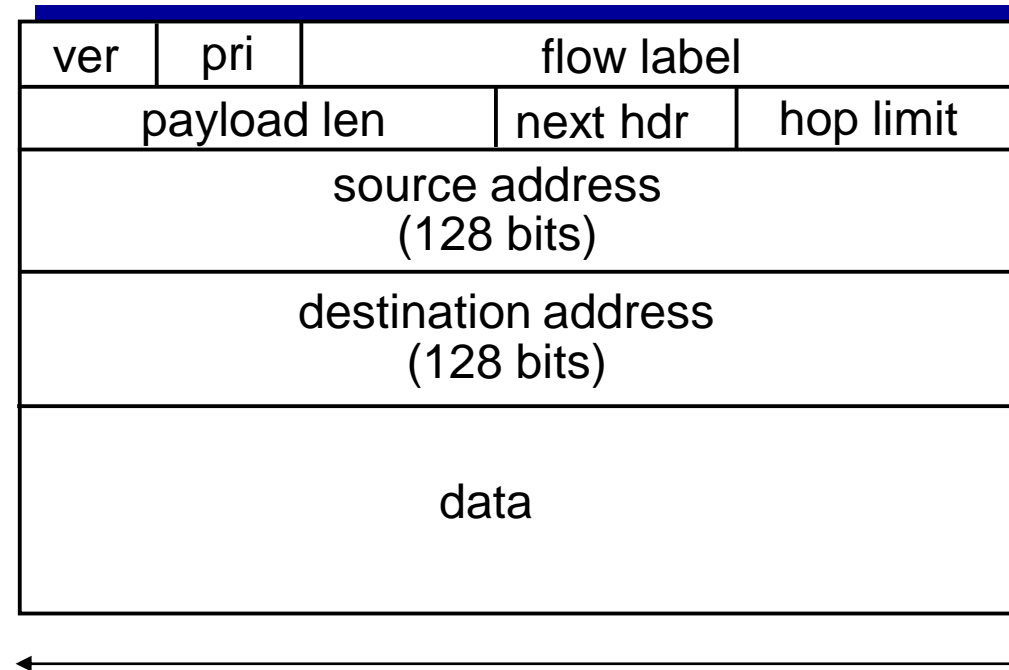 ver pri flow label
payload len next hdr hop limit
source address
(128 bits)
destination address
(128 bits)
data